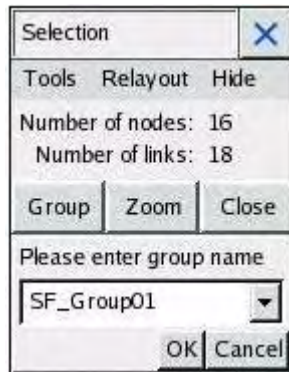 Selection
Tools Relayout Hide
Number of nodes: 16
Number of links: 18
Group Zoom Close
Please enter group name
SF_Group01
OK Cancel